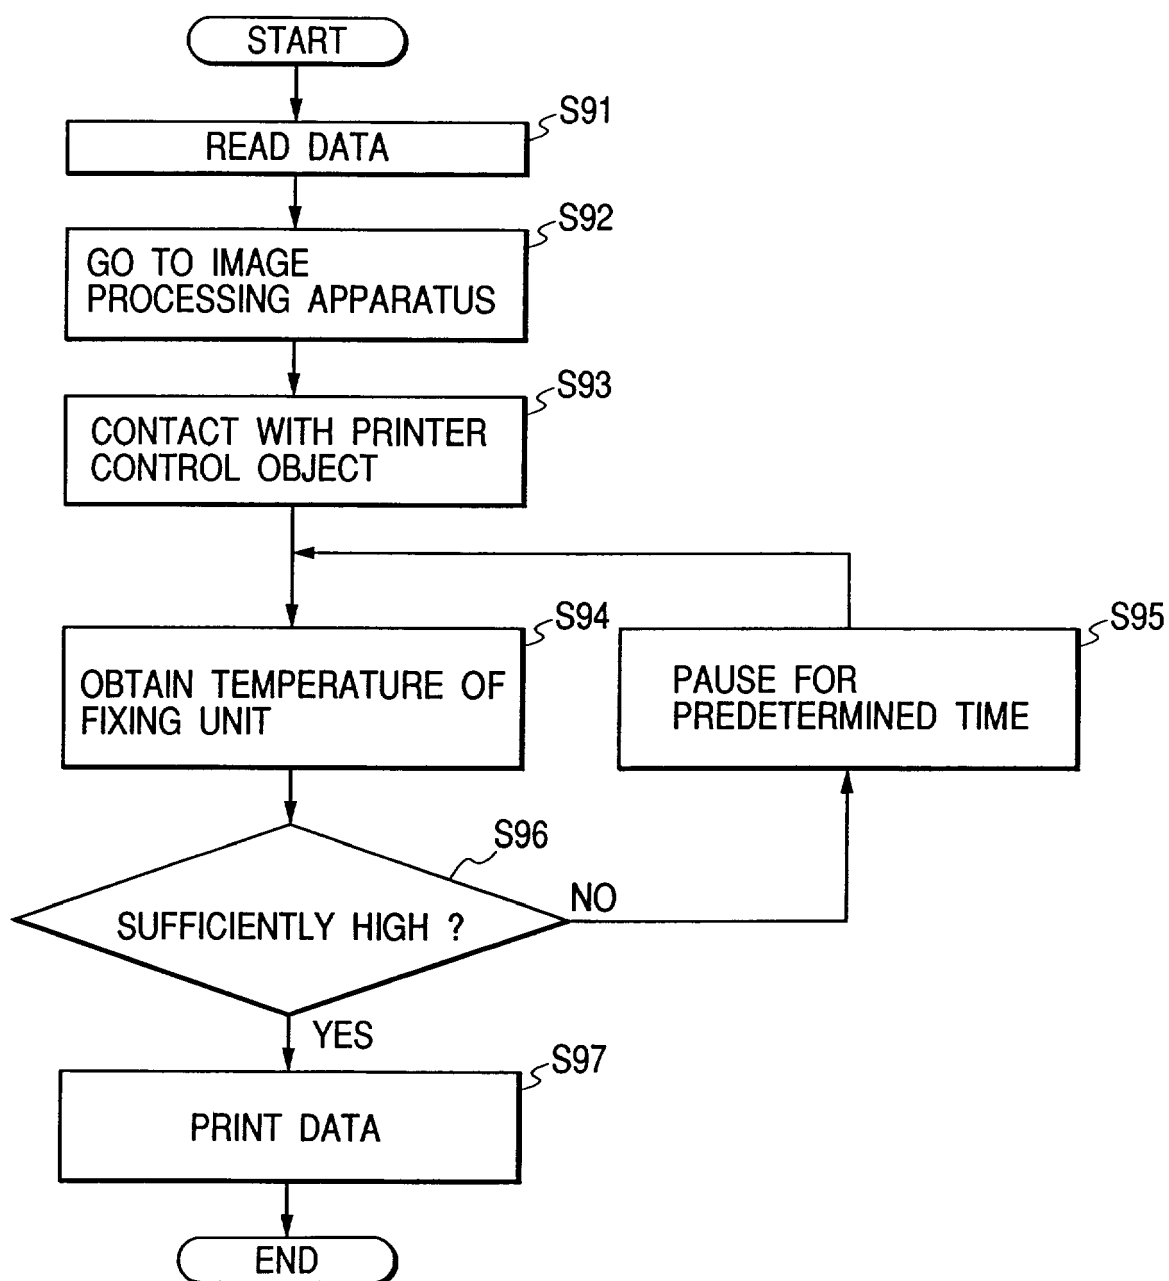 START
S91
READ DATA
S92
GO TO IMAGE
PROCESSING APPARATUS
S93
CONTACT WITH PRINTER
CONTROL OBJECT
S94
OBTAIN TEMPERATURE OF
FIXING UNIT
S95
PAUSE FOR
PREDETERMINED TIME
S96
SUFFICIENTLY HIGH ?
NO
YES
S97
PRINT DATA
END